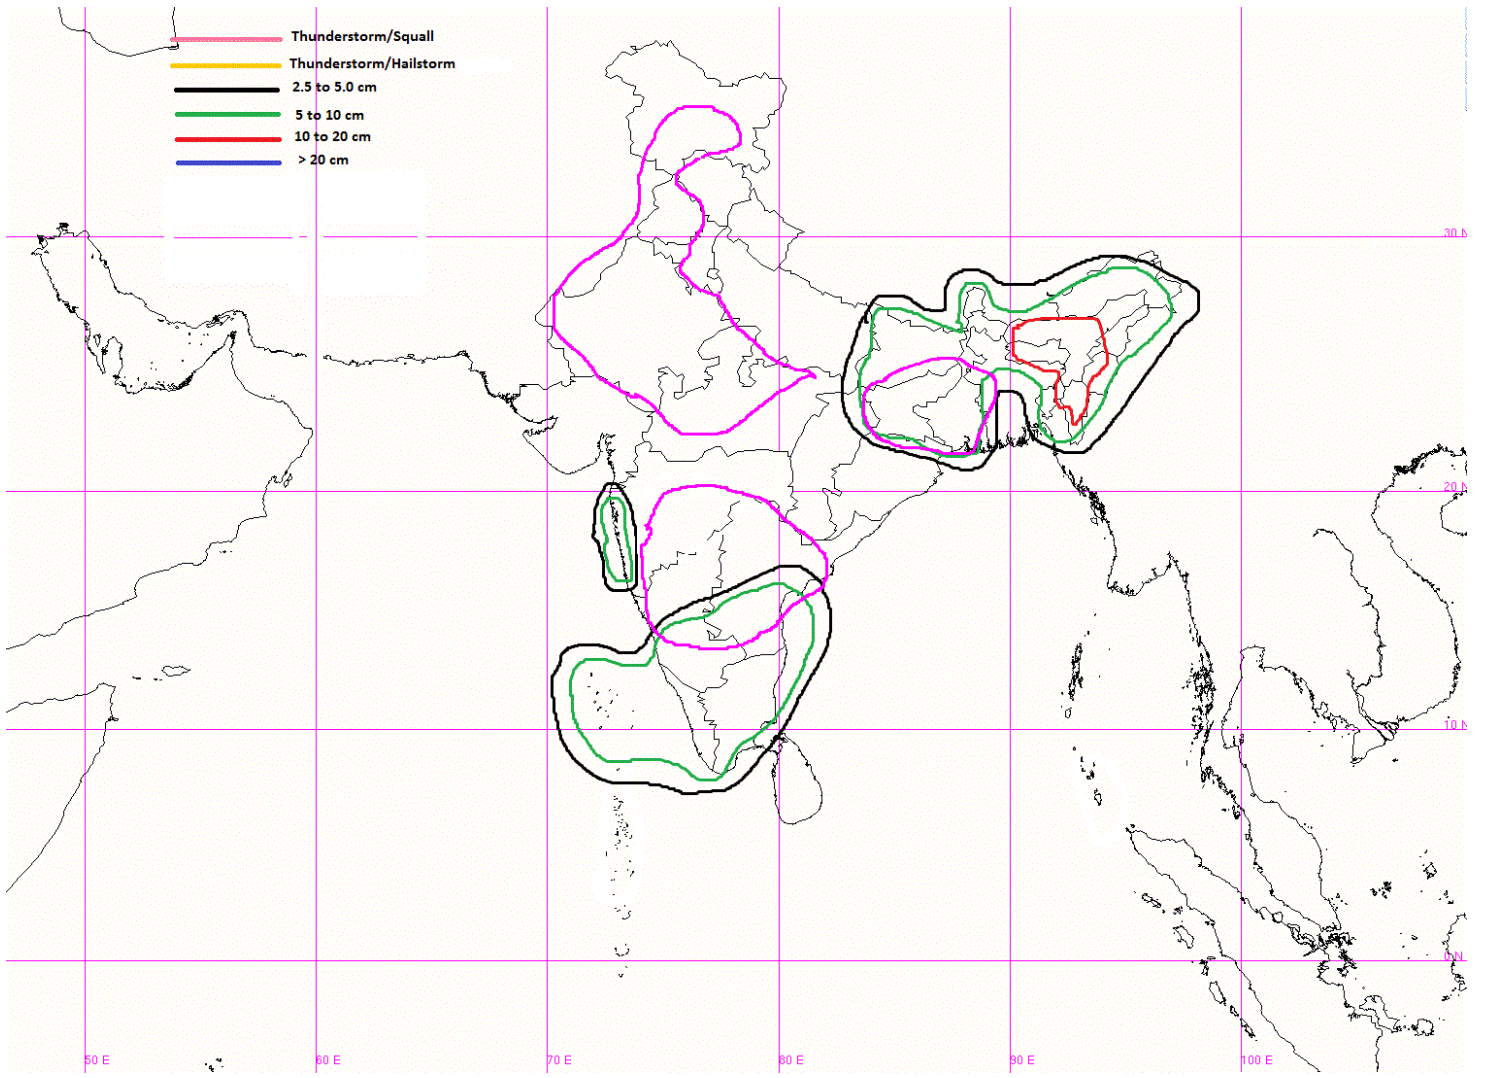 Thunderstorm/Squall
Thunderstorm/Hailstorm
2.5 to 5.0 cm
5 to 10 cm
10 to 20 cm
> 20 cm
30 N
20 N
10 N
0 N
50 E
60 E
70 E
80 E
90 E
100 E